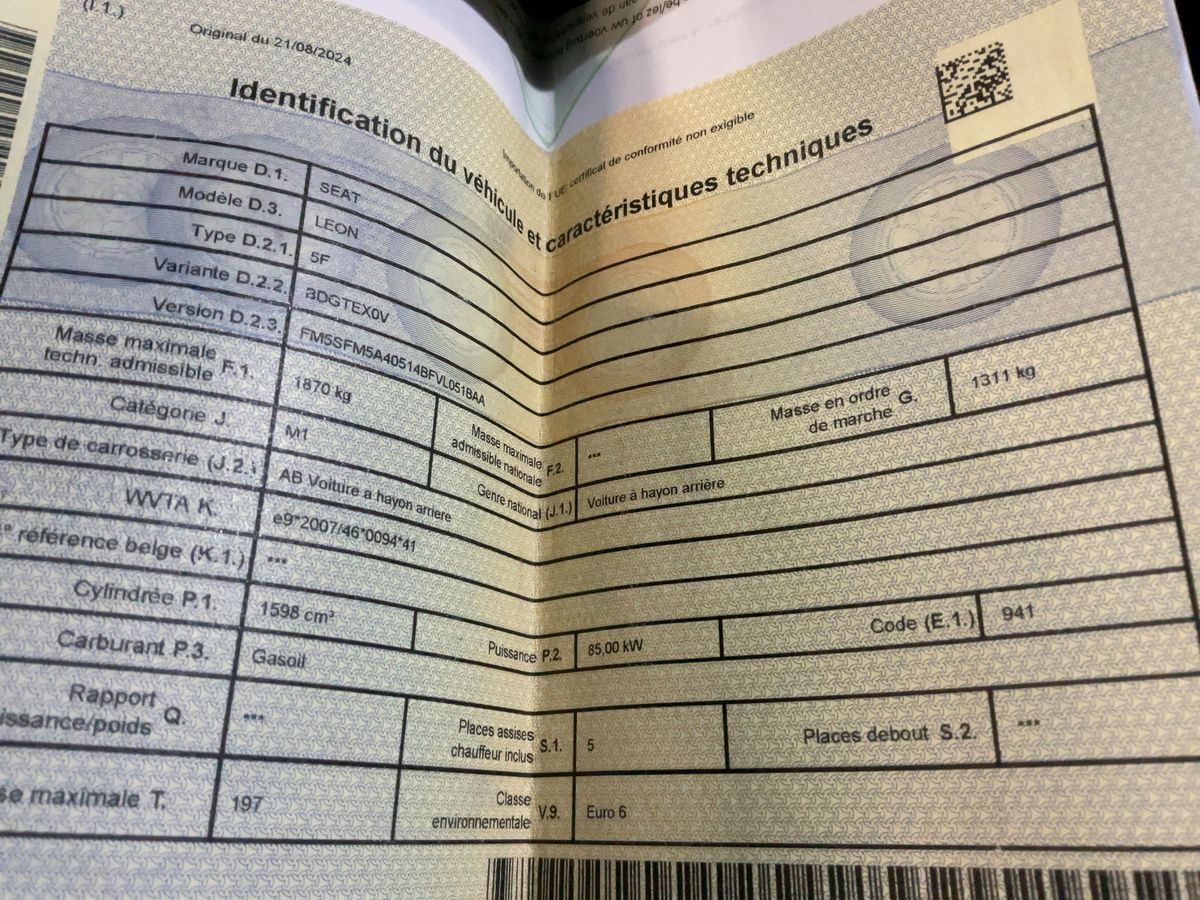 (I.1.)
Original du 21/08/2024
Identification du véhicule et caractéristiques techniques
Importation de l'UE certificat de conformité non exigible
Marque D.1. SEAT
Modèle D.3. LEON
Type D.2.1. 5F
Variante D.2.2. BDGTEX0V
Version D.2.3. FM5SFM5A40514BFVL051BAA
Masse maximale techn. admissible F.1. 1870 kg Masse maximale admissible nationale F.2. *** Masse en ordre de marche G. 1311 kg
Catégorie J. M1 Genre national (J.1.) Voiture à hayon arrière
Type de carrosserie (J.2.) AB Voiture a hayon arriere
WVTA K. e9*2007/46*0094*41
° référence belge (K.1.) ***
Cylindrée P.1. 1598 cm³ Puissance P.2. 85,00 kW Code (E.1.) 941
Carburant P.3. Gasoil
Rapport issance/poids Q. *** Places assises chauffeur inclus S.1. 5 Places debout S.2. ***
se maximale T. 197 Classe environnementale V.9. Euro 6